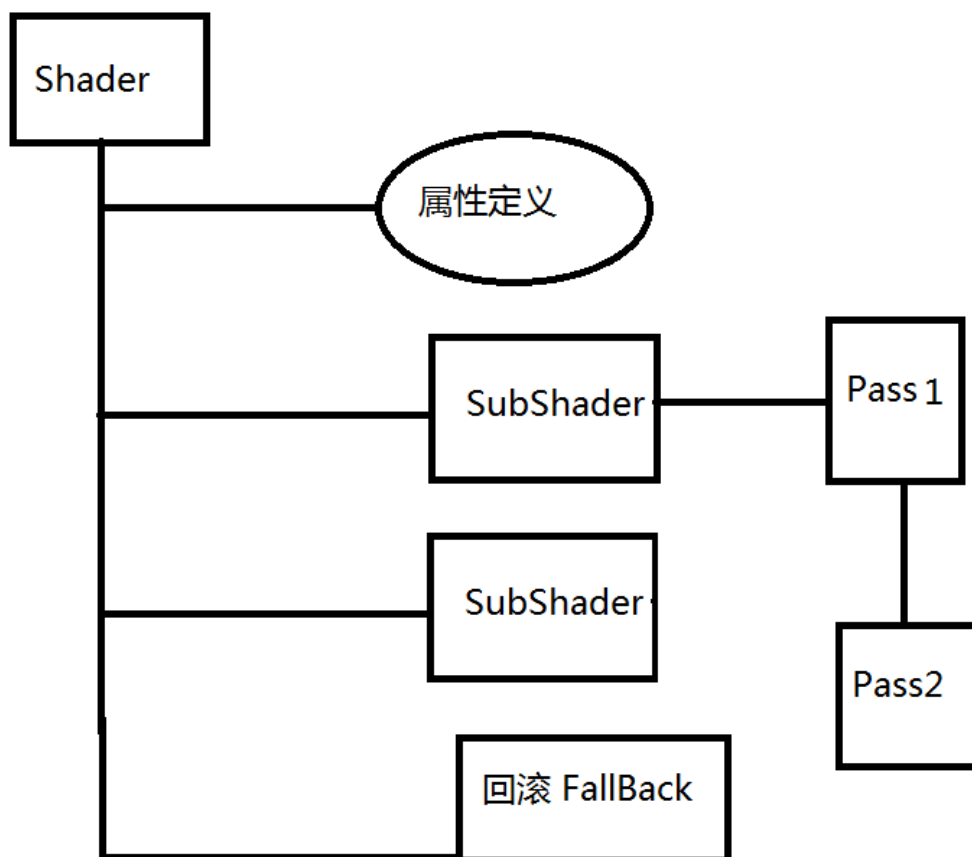 Shader
属性定义
SubShader
Pass 1
SubShader
Pass2
回滚 FallBack